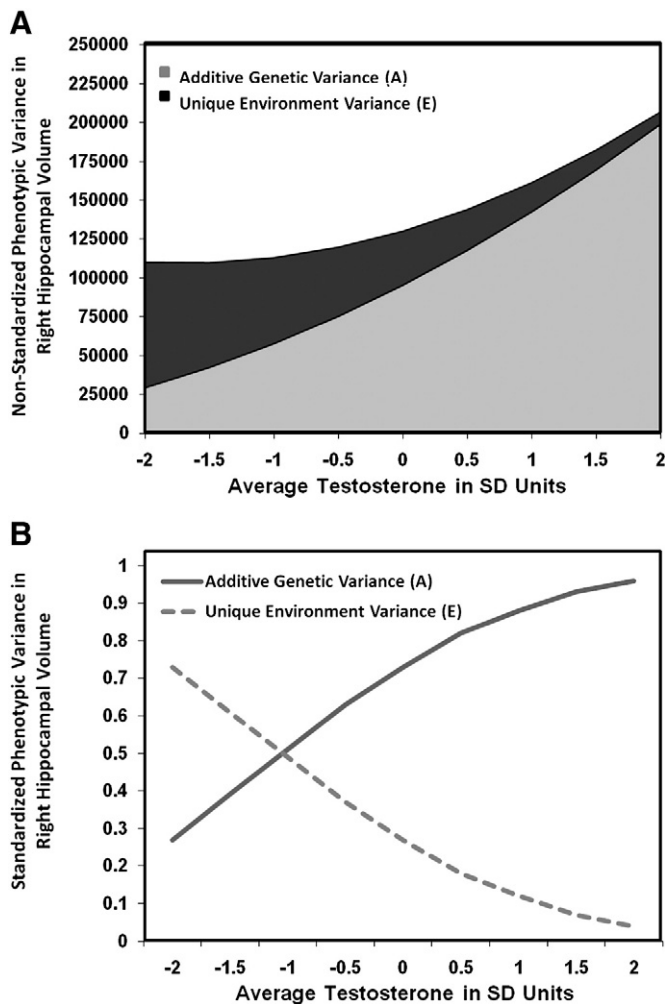 A
Non-Standardized Phenotypic Variance in
Right Hippocampal Volume
250000
225000
200000
175000
150000
125000
100000
75000
50000
25000
0
Additive Genetic Variance (A)
Unique Environment Variance (E)
-2 -1.5 -1 -0.5 0 0.5 1 1.5 2
Average Testosterone in SD Units
B
Standardized Phenotypic Variance in
Right Hippocampal Volume
1
0.9
0.8
0.7
0.6
0.5
0.4
0.3
0.2
0.1
0
Additive Genetic Variance (A)
Unique Environment Variance (E)
-2 -1.5 -1 -0.5 0 0.5 1 1.5 2
Average Testosterone in SD Units